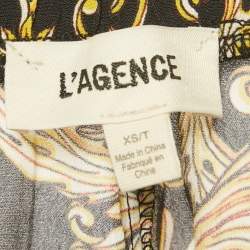 L'AGENCE
XS/T
Made in China
Fabriqué en
Chine